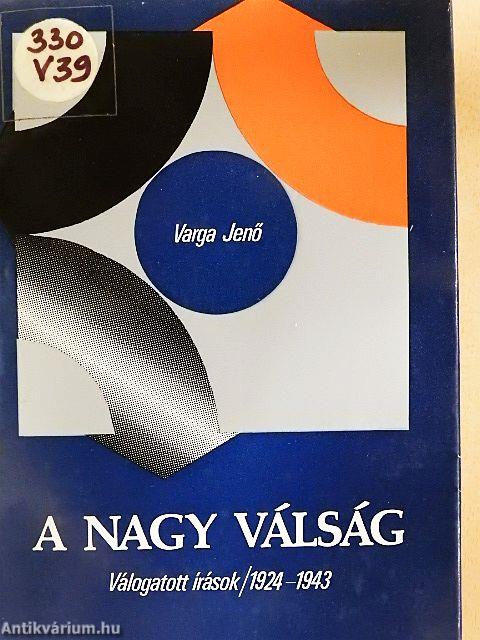 330
V39
Varga Jenő
A NAGY VÁLSÁG
Válogatott írások/1924-1943
Antikvárium.hu